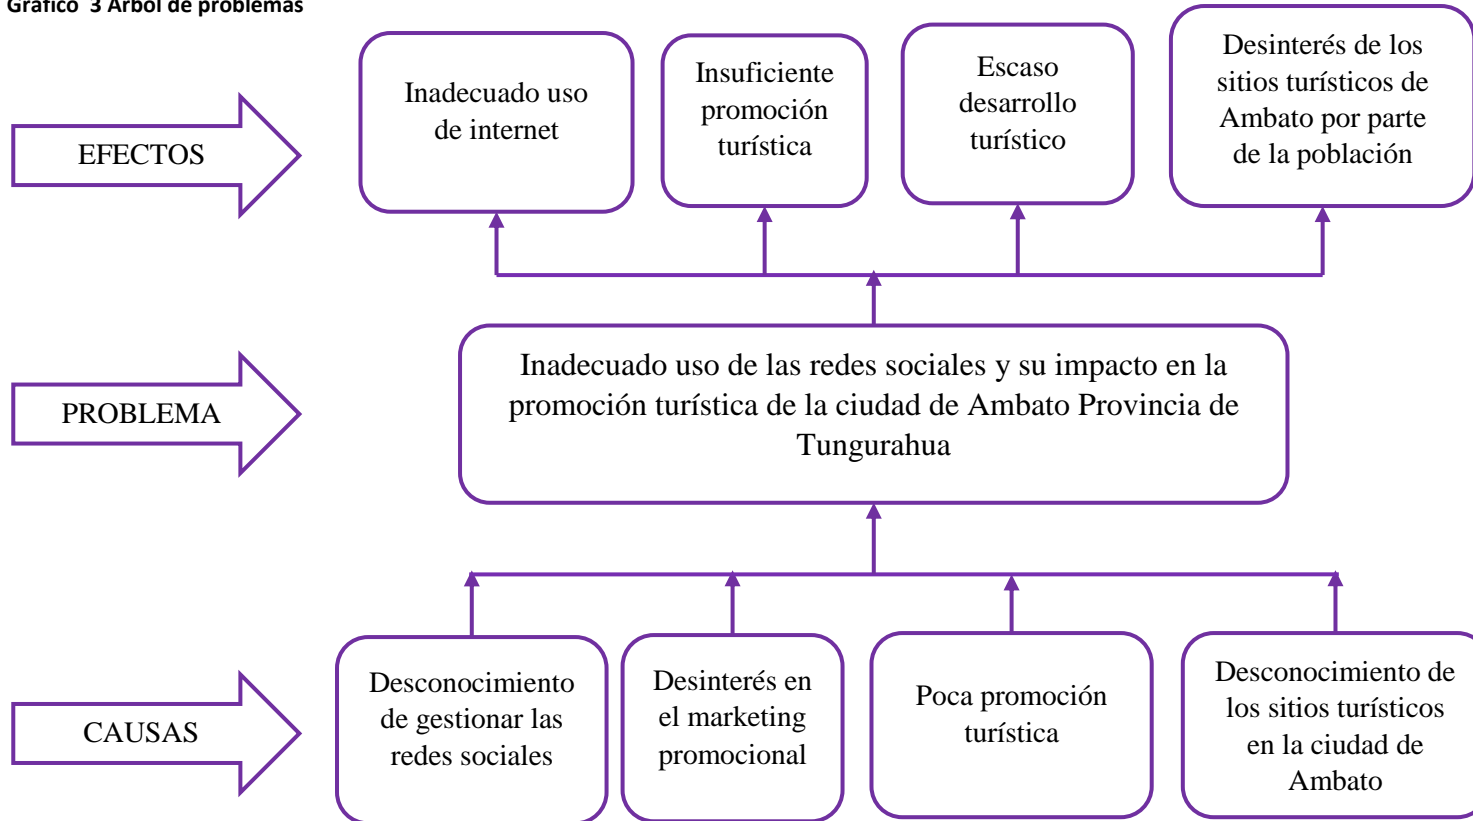 Gráfico 3 Árbol de problemas
EFECTOS
Inadecuado uso
de internet
Insuficiente
promoción
turística
Escaso
desarrollo
turístico
Desinterés de los
sitios turísticos de
Ambato por parte
de la población
PROBLEMA
Inadecuado uso de las redes sociales y su impacto en la
promoción turística de la ciudad de Ambato Provincia de
Tungurahua
CAUSAS
Desconocimiento
de gestionar las
redes sociales
Desinterés en
el marketing
promocional
Poca promoción
turística
Desconocimiento de
los sitios turísticos
en la ciudad de
Ambato